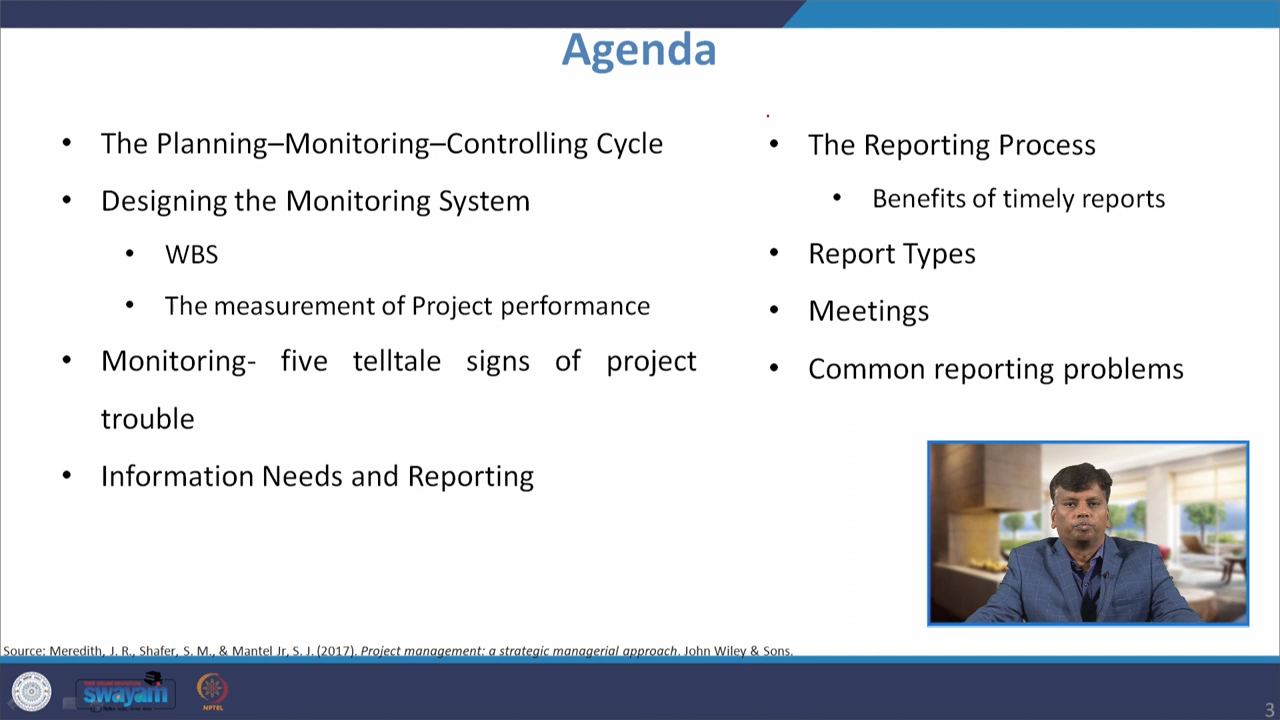 Agenda
• The Planning–Monitoring–Controlling Cycle
• Designing the Monitoring System
• WBS
• The measurement of Project performance
• Monitoring- five telltale signs of project
trouble
• Information Needs and Reporting
• The Reporting Process
• Benefits of timely reports
• Report Types
• Meetings
• Common reporting problems
Source: Meredith, J. R., Shafer, S. M., & Mantel Jr, S. J. (2017). Project management: a strategic managerial approach. John Wiley & Sons.
swayam
NPTEL
3